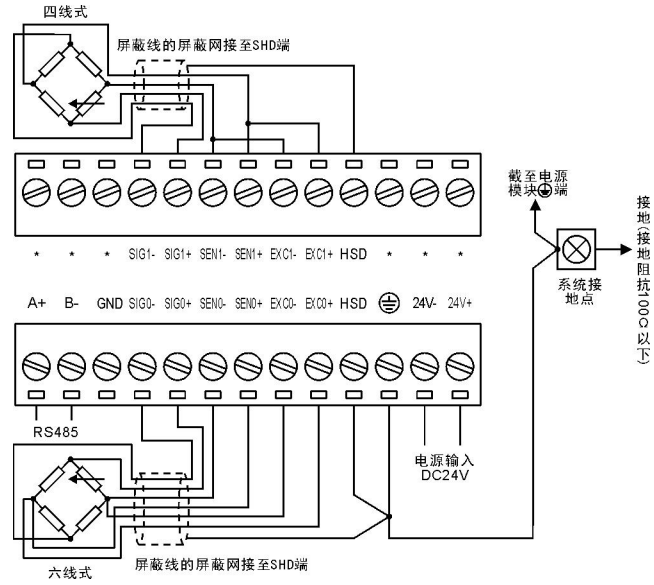 四线式
屏蔽线的屏蔽网接至SHD端
* * * SIG1- SIG1+ SEN1- SEN1+ EXC1- EXC1+ HSD * * *
A+ B- GND SIG0- SIG0+ SEN0- SEN0+ EXC0- EXC0+ HSD 24V- 24V+
RS485
电源输入
DC24V
屏蔽线的屏蔽网接至SHD端
六线式
截至电源
模块端
系统接
地点
接地(接地阻抗100Ω以下)